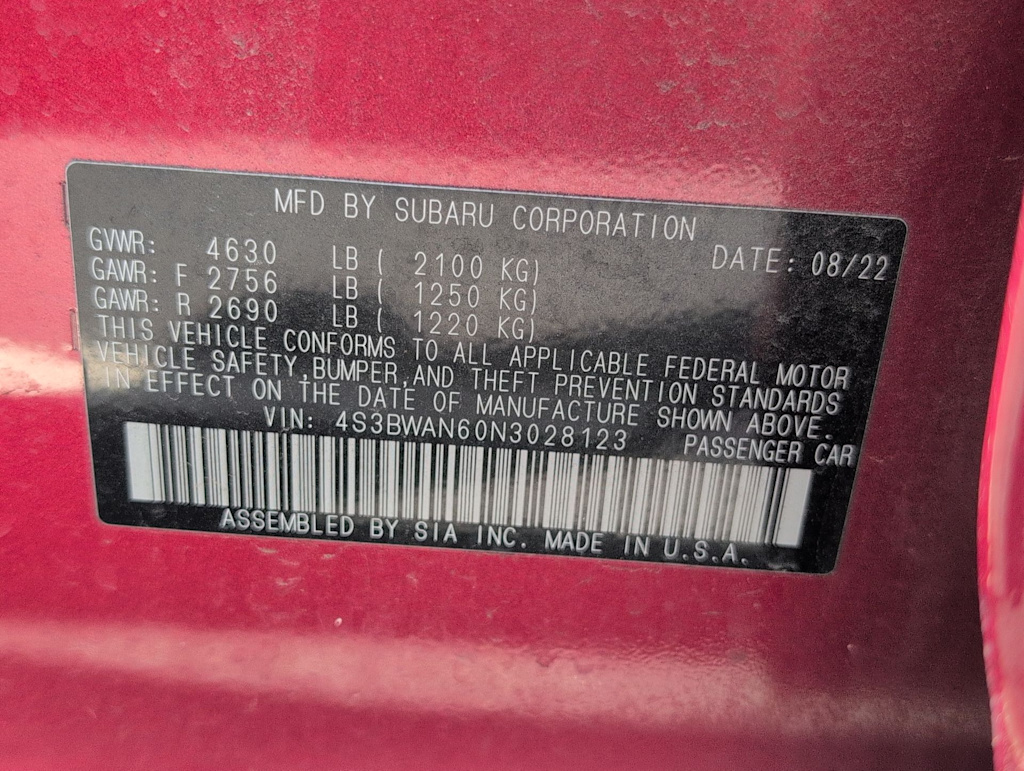 MFD BY SUBARU CORPORATION
DATE: 08/22
GVWR: 4630 LB ( 2100 KG)
GAWR: F 2756 LB ( 1250 KG)
GAWR: R 2690 LB ( 1220 KG)
THIS VEHICLE CONFORMS TO ALL APPLICABLE FEDERAL MOTOR
VEHICLE SAFETY,BUMPER,AND THEFT PREVENTION STANDARDS
IN EFFECT ON THE DATE OF MANUFACTURE SHOWN ABOVE.
VIN: 4S3BWAN60N3028123 PASSENGER CAR
ASSEMBLED BY SIA INC. MADE IN U.S.A.